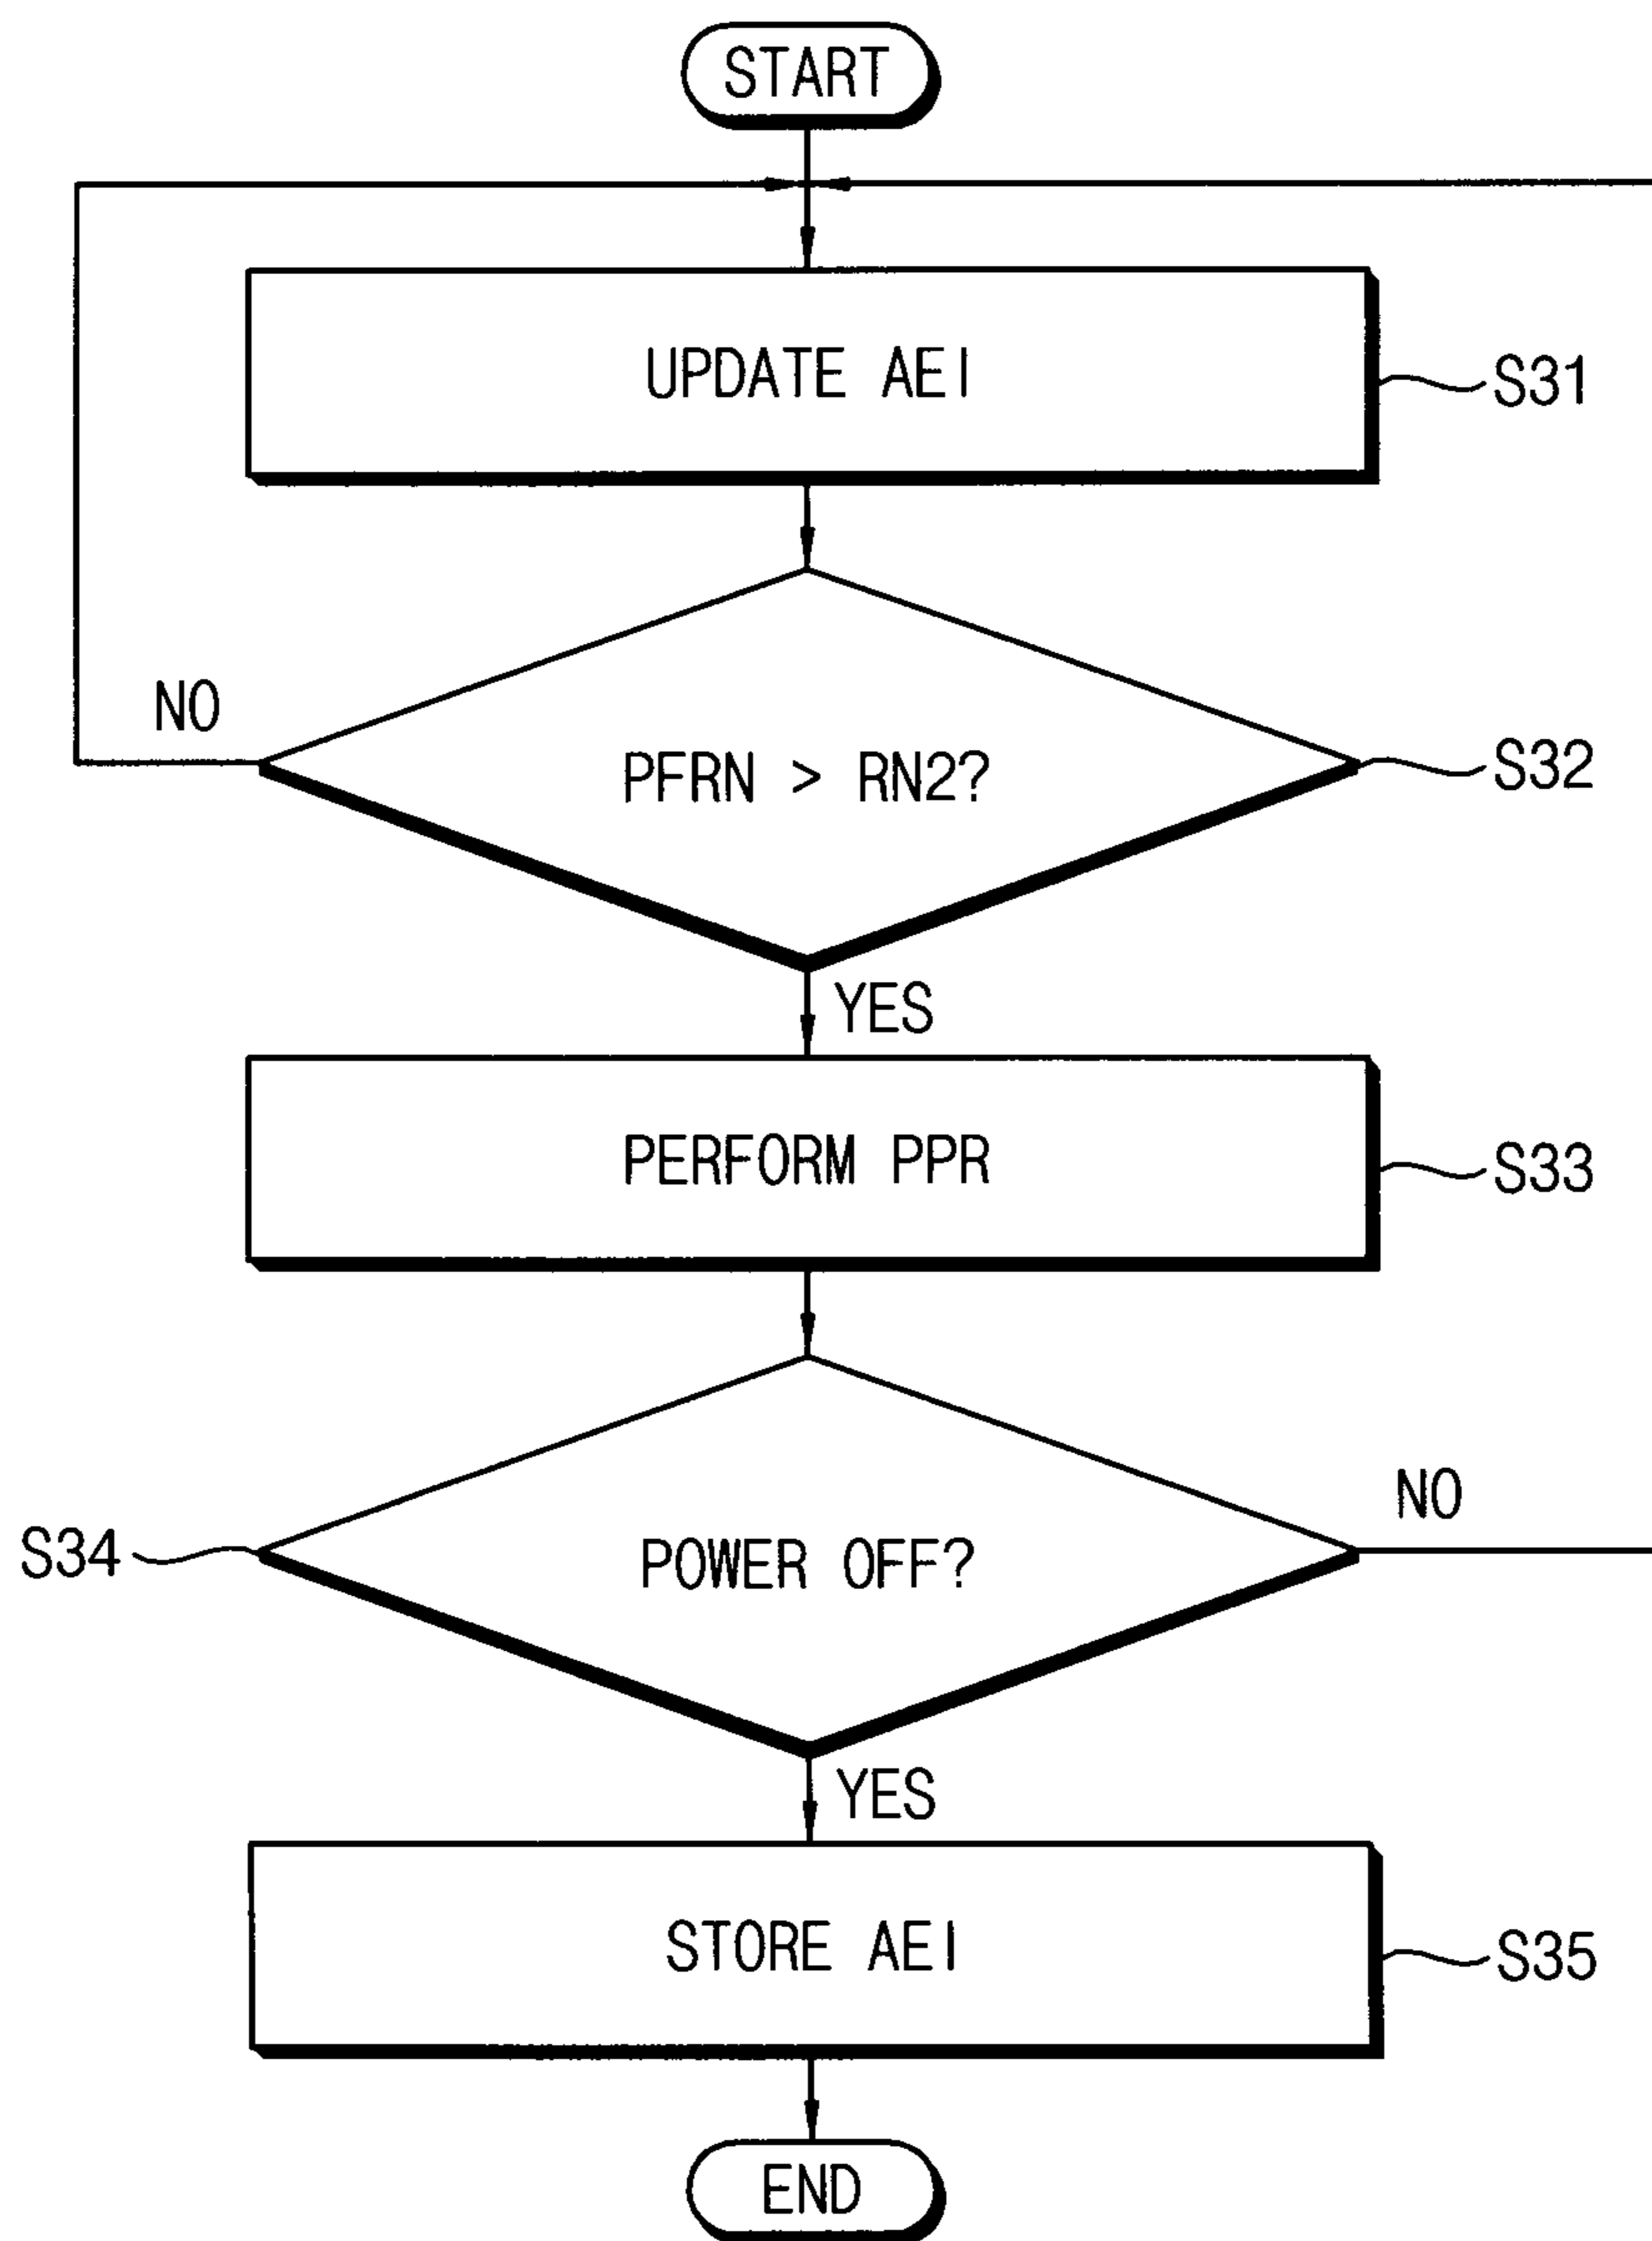 START
UPDATE AEI
S31
NO
PFRN > RN2?
S32
YES
PERFORM PPR
S33
NO
S34
POWER OFF?
YES
STORE AEI
S35
END